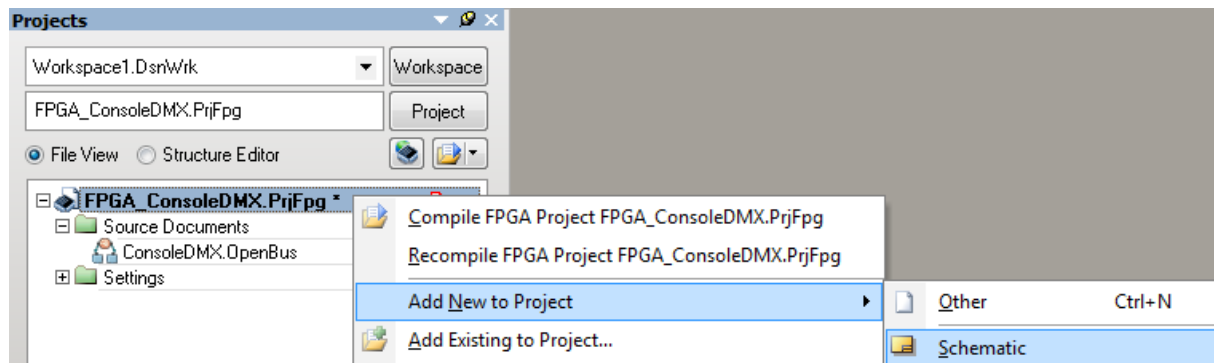 Projects
Workspace1.DsnWrk
Workspace
FPGA_ConsoleDMX.PrjFpg
Project
File View
Structure Editor
FPGA_ConsoleDMX.PrjFpg *
Source Documents
ConsoleDMX.OpenBus
Settings
Compile FPGA Project FPGA_ConsoleDMX.PrjFpg
Recompile FPGA Project FPGA_ConsoleDMX.PrjFpg
Add New to Project
Add Existing to Project...
Other Ctrl+N
Schematic